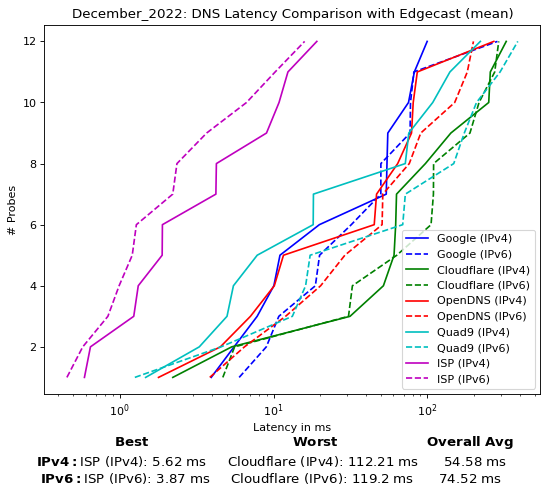 December_2022: DNS Latency Comparison with Edgecast (mean)
# Probes
12
10
8
6
4
2
Google (IPv4)
Google (IPv6)
Cloudflare (IPv4)
Cloudflare (IPv6)
OpenDNS (IPv4)
OpenDNS (IPv6)
Quad9 (IPv4)
Quad9 (IPv6)
ISP (IPv4)
ISP (IPv6)
10⁰ 10¹ 10²
Latency in ms
Best Worst Overall Avg
IPv4: ISP (IPv4): 5.62 ms Cloudflare (IPv4): 112.21 ms 54.58 ms
IPv6: ISP (IPv6): 3.87 ms Cloudflare (IPv6): 119.2 ms 74.52 ms